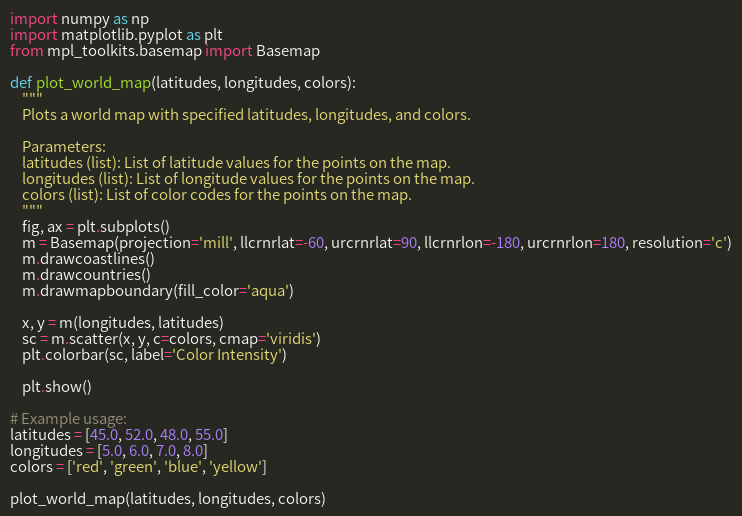 import numpy as np
import matplotlib.pyplot as plt
from mpl_toolkits.basemap import Basemap

def plot_world_map(latitudes, longitudes, colors):
    """
    Plots a world map with specified latitudes, longitudes, and colors.

    Parameters:
    latitudes (list): List of latitude values for the points on the map.
    longitudes (list): List of longitude values for the points on the map.
    colors (list): List of color codes for the points on the map.
    """
    fig, ax = plt.subplots()
    m = Basemap(projection='mill', llcrnrlat=-60, urcrnrlat=90, llcrnrlon=-180, urcrnrlon=180, resolution='c')
    m.drawcoastlines()
    m.drawcountries()
    m.drawmapboundary(fill_color='aqua')

    x, y = m(longitudes, latitudes)
    sc = m.scatter(x, y, c=colors, cmap='viridis')
    plt.colorbar(sc, label='Color Intensity')

    plt.show()

# Example usage:
latitudes = [45.0, 52.0, 48.0, 55.0]
longitudes = [5.0, 6.0, 7.0, 8.0]
colors = ['red', 'green', 'blue', 'yellow']

plot_world_map(latitudes, longitudes, colors)